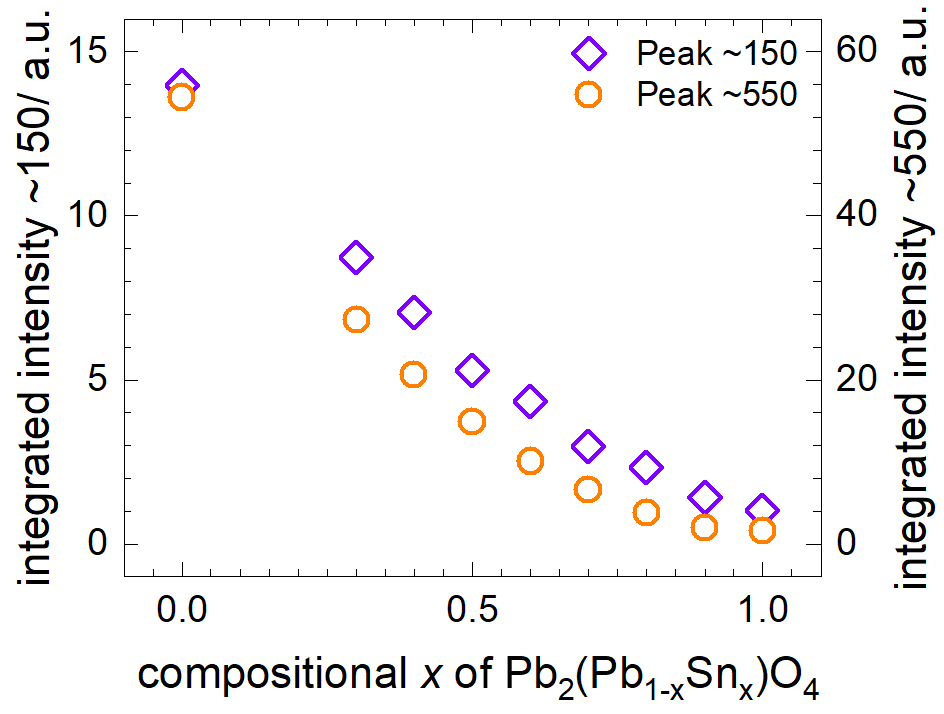 integrated intensity ~150/ a.u.
15
10
5
0
Peak ~150
Peak ~550
60
40
20
0
integrated intensity ~550/ a.u.
0.0
0.5
1.0
compositional x of Pb₂(Pb₁₋ₓSnₓ)O₄